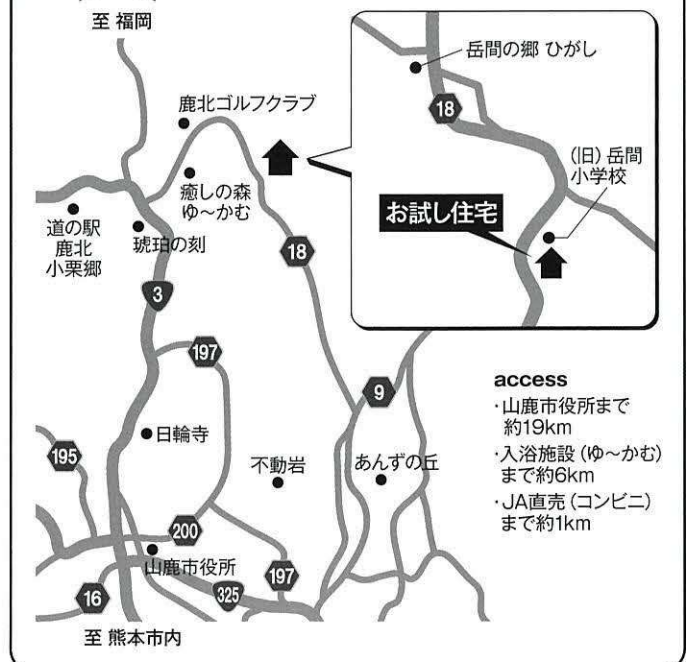 至 福岡
岳間の郷 ひがし
18
鹿北ゴルフクラブ
(旧) 岳間
小学校
癒しの森
ゆ〜かむ
お試し住宅
道の駅
鹿北
小栗郷
琥珀の刻
18
3
197
9
access
・山鹿市役所まで
約19km
・入浴施設 (ゆ〜かむ)
まで約6km
・JA直売 (コンビニ)
まで約1km
195
日輪寺
不動岩
あんずの丘
200
山鹿市役所
197
16
325
至 熊本市内